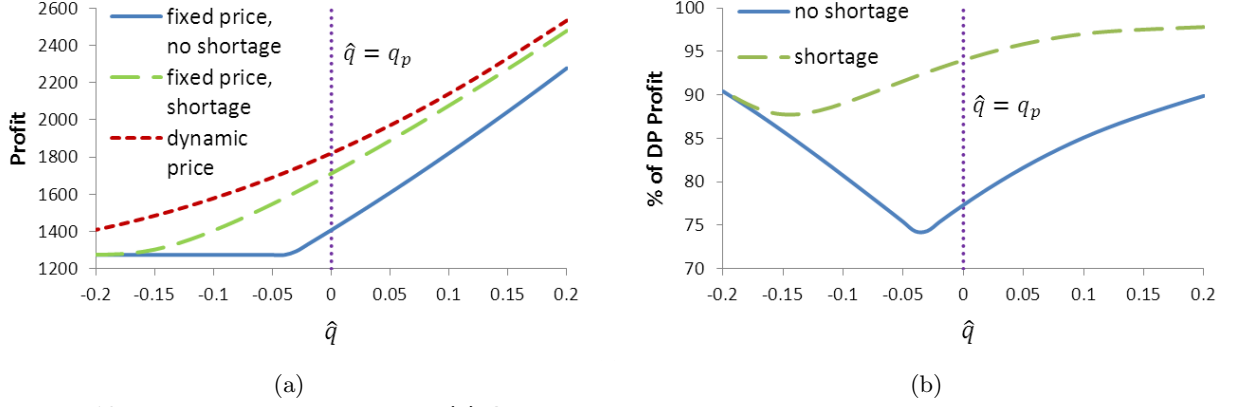 2600
2400
2200
2000
1800
1600
1400
1200
Profit
fixed price,
no shortage
fixed price,
shortage
dynamic
price
q̂ = qₚ
-0.2 -0.15 -0.1 -0.05 0 0.05 0.1 0.15 0.2
q̂
(a)
100
95
90
85
80
75
70
% of DP Profit
no shortage
shortage
q̂ = qₚ
-0.2 -0.15 -0.1 -0.05 0 0.05 0.1 0.15 0.2
q̂
(b)